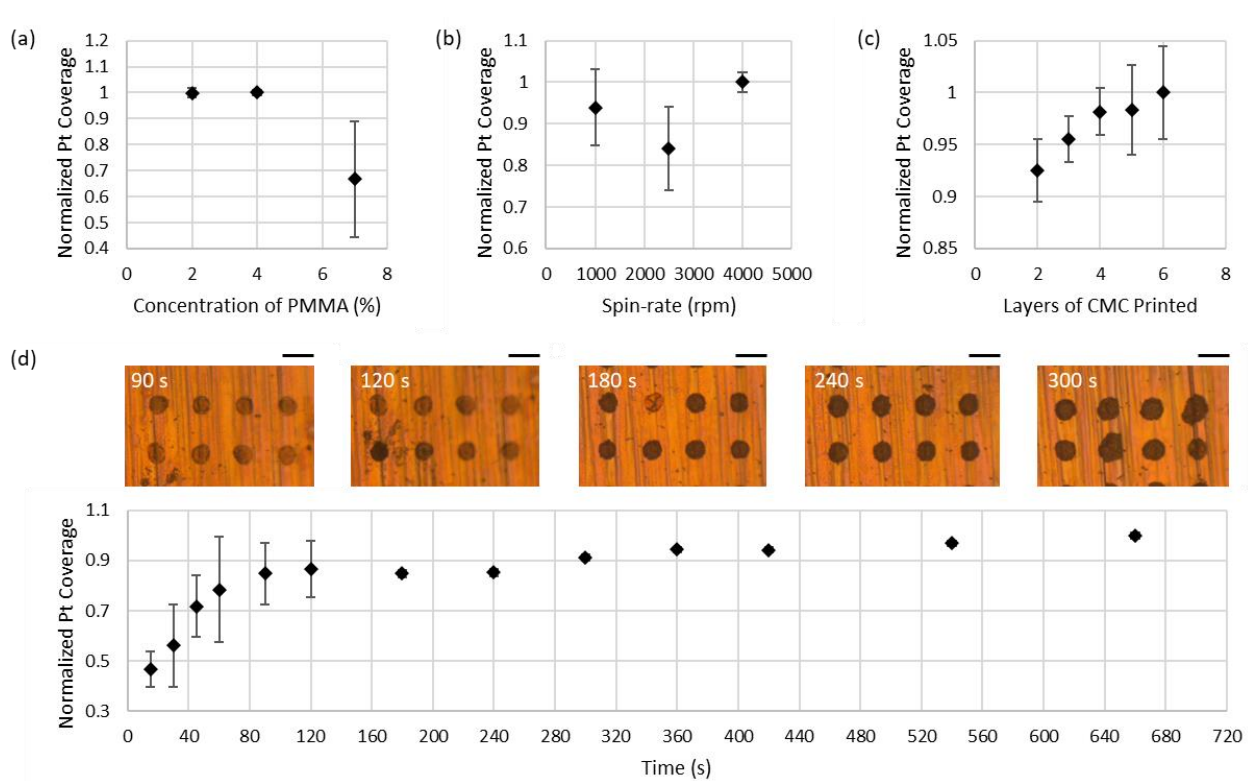 (a)
Normalized Pt Coverage
1.2
1.1
1
0.9
0.8
0.7
0.6
0.5
0.4
0 2 4 6 8
Concentration of PMMA (%)
(b)
Normalized Pt Coverage
1.1
1
0.9
0.8
0.7
0.6
0 1000 2000 3000 4000 5000
Spin-rate (rpm)
(c)
Normalized Pt Coverage
1.05
1
0.95
0.9
0.85
0 2 4 6 8
Layers of CMC Printed
(d)
90 s
120 s
180 s
240 s
300 s
Normalized Pt Coverage
1.1
0.9
0.7
0.5
0.3
0 40 80 120 160 200 240 280 320 360 400 440 480 520 560 600 640 680 720
Time (s)